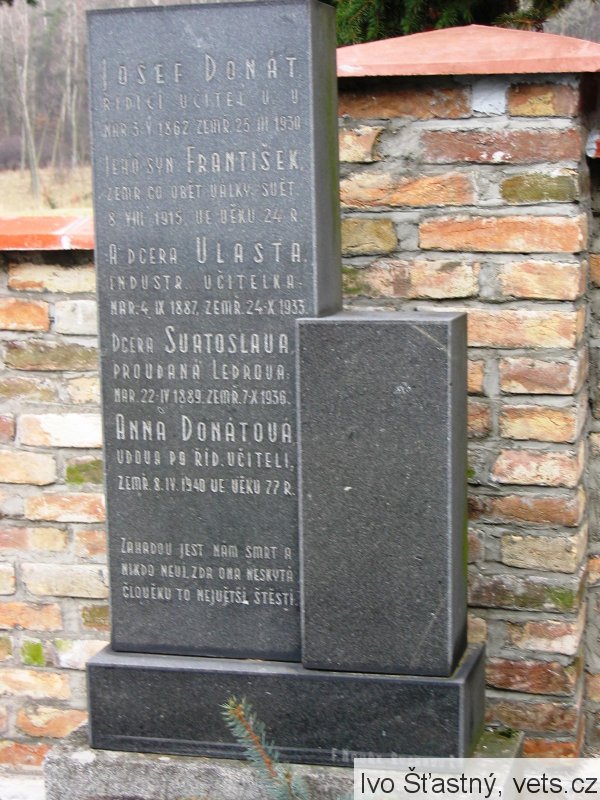 JOSEF DONÁT
ŘÍDÍCÍ UČITEL V. V.
NAR. 3. V. 1862. ZEMŘ. 25. III. 1930
JEHO SYN FRANTIŠEK,
ZEMŘ. CO OBĚŤ VÁLKY. SVĚT.
8. VIII. 1915. VE VĚKU 24 R.
A DCERA VLASTA
INDUSTR. UČITELKA.
NAR. 4. IX. 1887. ZEMŘ. 24. X. 1933.
DCERA SVATOSLAVA,
PROVDANÁ LEDROVA.
NAR. 22. IV. 1889. ZEMŘ. 7. X. 1936.
ANNA DONÁTOVÁ
VDOVA PO ŘÍD. UČITELI,
ZEMŘ. 8. IV. 1940 VE VĚKU 77 R.
ZÁHADOU JEST NÁM SMRT A
NIKDO NEVÍ, ZDA ONA NESKYTÁ
ČLOVĚKU TO NEJVĚTŠÍ ŠTĚSTÍ.
Ivo Šťastný, vets.cz